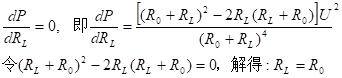 dP/dR_L = 0, 即 dP/dR_L = [(R_0 + R_L)^2 − 2R_L(R_L + R_0)]U^2 / (R_0 + R_L)^4
令(R_L + R_0)^2 − 2R_L(R_L + R_0) = 0, 解得: R_L = R_0